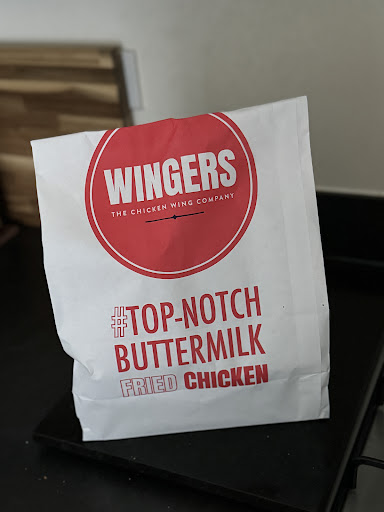 WINGERS
THE CHICKEN WING COMPANY
#TOP-NOTCH
BUTTERMILK
FRIED CHICKEN